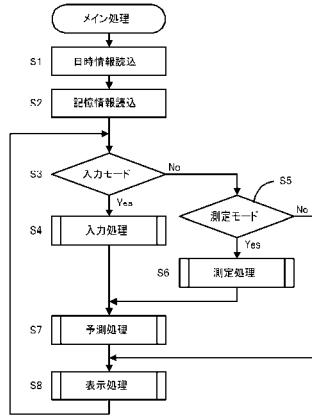 メイン処理
S1
日時情報読込
S2
記憶情報読込
S3
入力モード
No
Yes
S5
測定モード
No
Yes
S4
入力処理
S6
測定処理
S7
予測処理
S8
表示処理